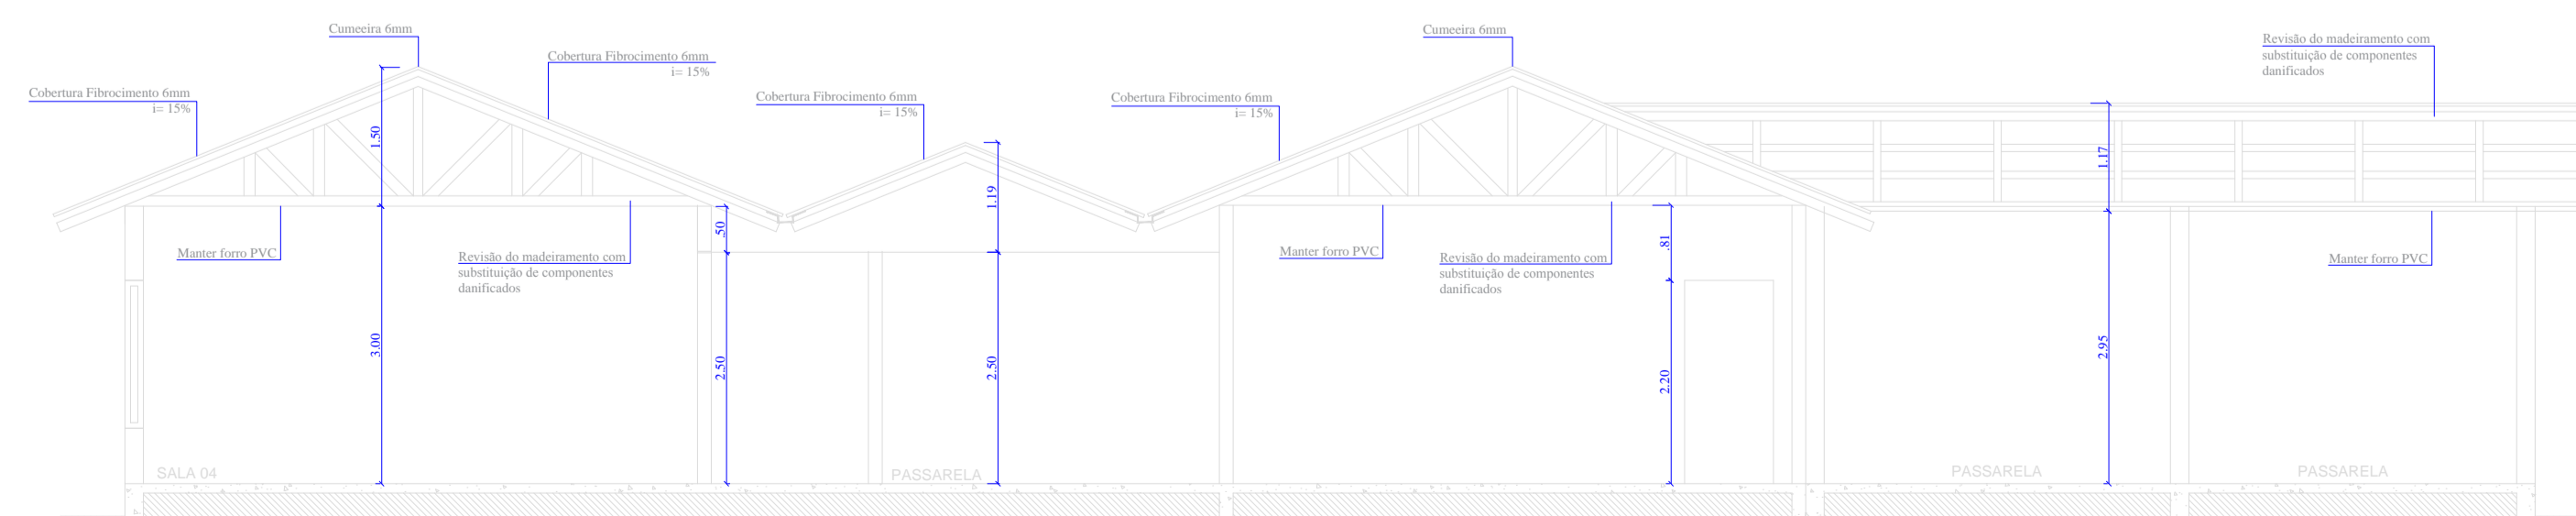 Cumeeira 6mm
Cobertura Fibrocimento 6mm
i= 15%
Cobertura Fibrocimento 6mm
i= 15%
Cobertura Fibrocimento 6mm
i= 15%
Cobertura Fibrocimento 6mm
i= 15%
Cumeeira 6mm
Revisão do madeiramento com
substituição de componentes
danificados
1.50
1.19
1.17
.50
.81
Manter forro PVC
Revisão do madeiramento com
substituição de componentes
danificados
Manter forro PVC
Revisão do madeiramento com
substituição de componentes
danificados
Manter forro PVC
3.00
2.50
2.50
2.20
2.95
SALA 04
PASSARELA
PASSARELA
PASSARELA